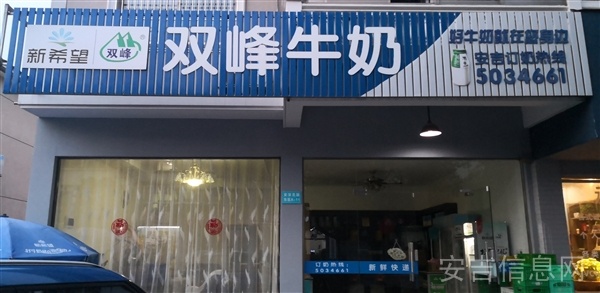 新希望
双峰
双峰牛奶
好牛奶就在您身边
安吉订奶热线
5034661
订奶热线:
5034661
新鲜快递
安吉信息网